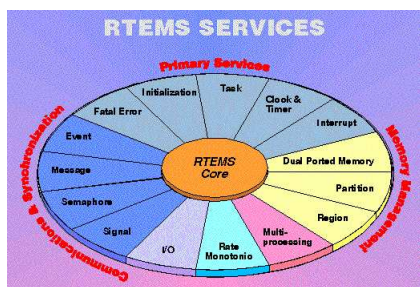 RTEMS SERVICES
Primary Services
Initialization
Task
Clock &
Timer
Fatal Error
Interrupt
Event
Message
Semaphore
Signal
Communications & Synchronization
RTEMS
Core
Dual Ported Memory
Partition
Region
Memory Management
I/O
Rate
Monotonic
Multi-
processing